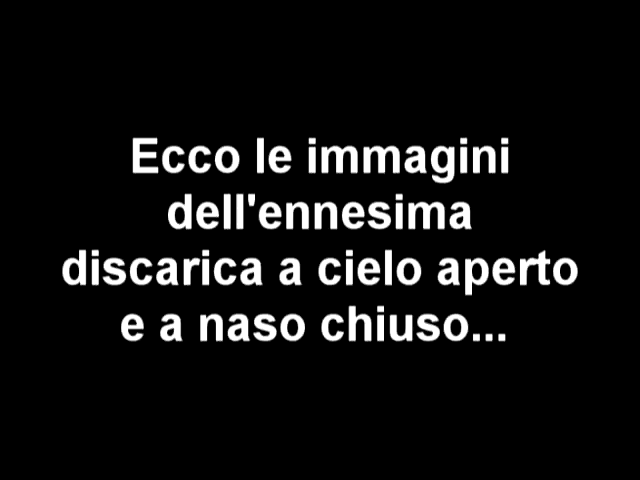 Ecco le immagini
dell'ennesima
discarica a cielo aperto
e a naso chiuso...